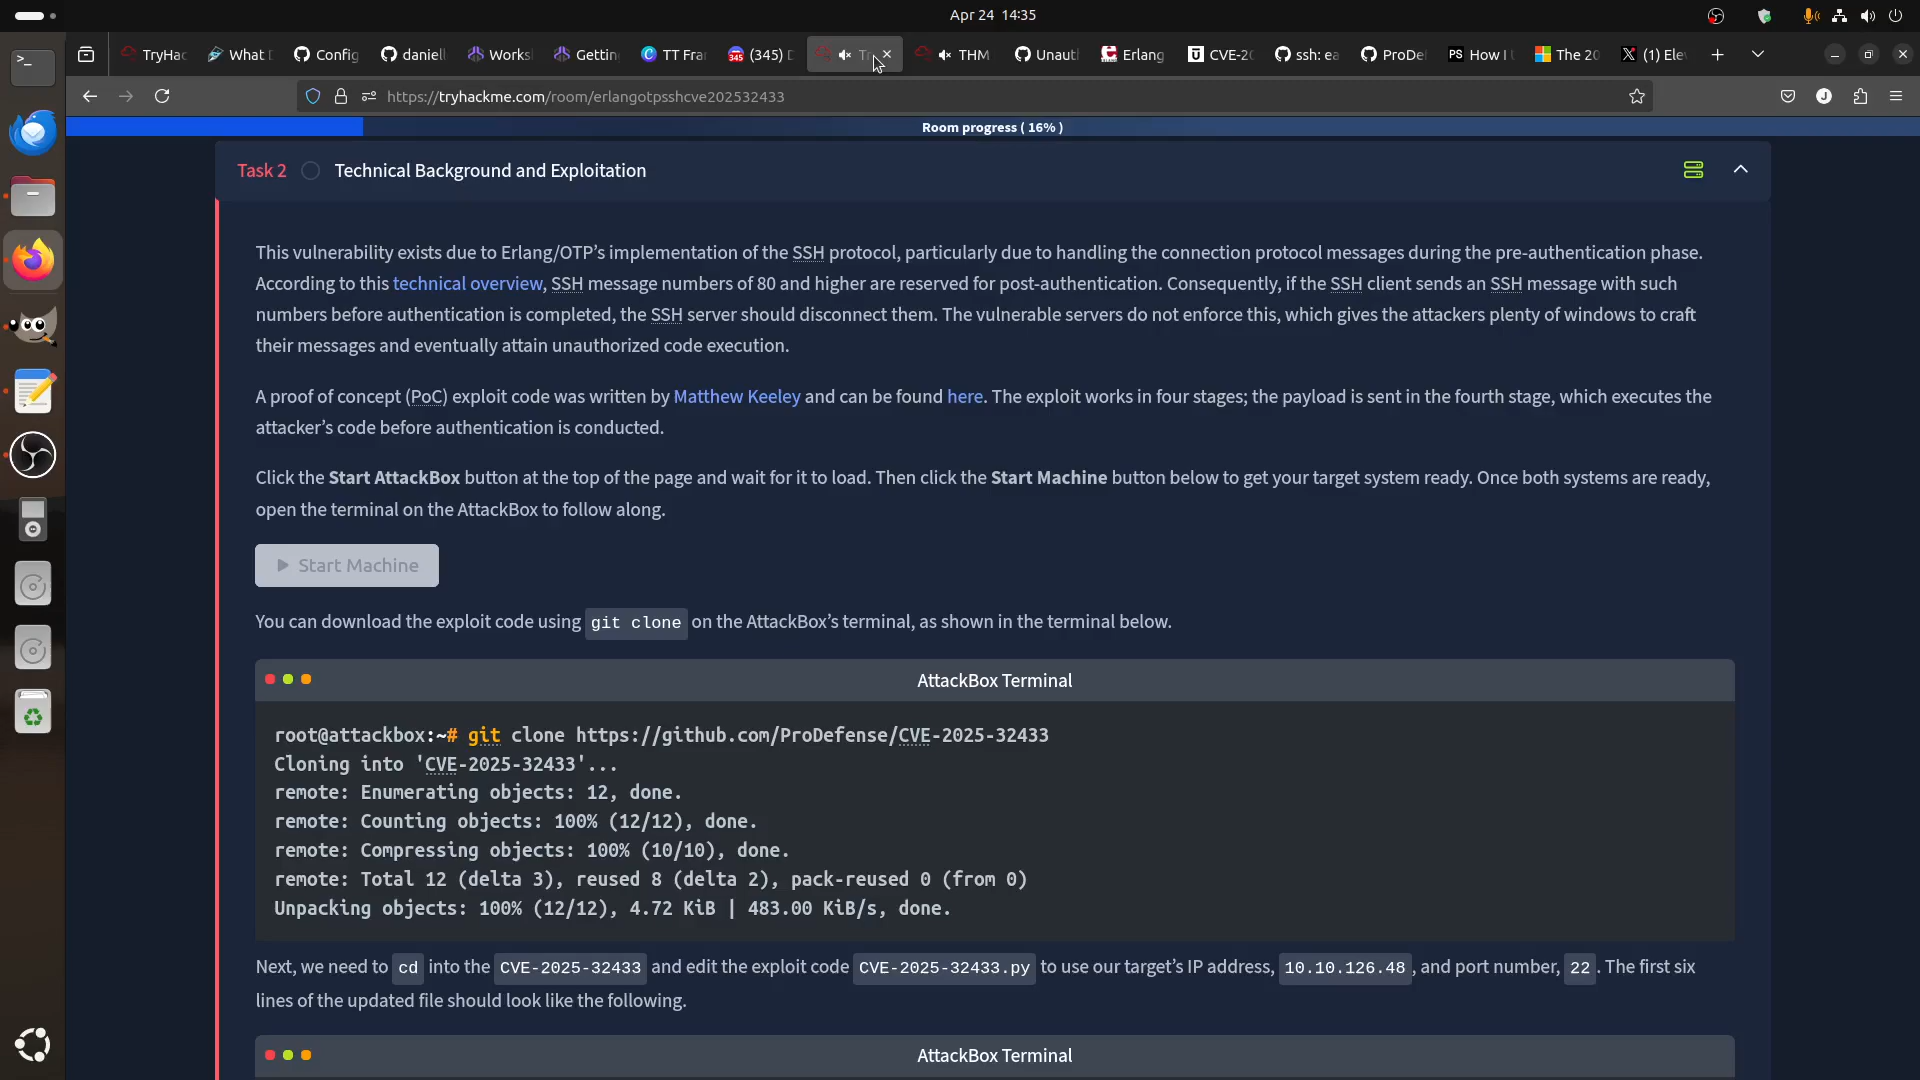 Apr 24 14:35
TryHac
What D
Config
daniell
Works
Gettin
TT Fra
(345) D
THM
Unaut
Erlang
CVE-20
ssh: ea
ProDe
How I
The 20
(1) Ele
https://tryhackme.com/room/erlangotpsshcve202532433
Room progress ( 16% )
Task 2 Technical Background and Exploitation
This vulnerability exists due to Erlang/OTP’s implementation of the SSH protocol, particularly due to handling the connection protocol messages during the pre-authentication phase.
According to this technical overview, SSH message numbers of 80 and higher are reserved for post-authentication. Consequently, if the SSH client sends an SSH message with such
numbers before authentication is completed, the SSH server should disconnect them. The vulnerable servers do not enforce this, which gives the attackers plenty of windows to craft
their messages and eventually attain unauthorized code execution.
A proof of concept (PoC) exploit code was written by Matthew Keeley and can be found here. The exploit works in four stages; the payload is sent in the fourth stage, which executes the
attacker’s code before authentication is conducted.
Click the Start AttackBox button at the top of the page and wait for it to load. Then click the Start Machine button below to get your target system ready. Once both systems are ready,
open the terminal on the AttackBox to follow along.
Start Machine
You can download the exploit code using git clone on the AttackBox’s terminal, as shown in the terminal below.
AttackBox Terminal
root@attackbox:~# git clone https://github.com/ProDefense/CVE-2025-32433
Cloning into 'CVE-2025-32433'...
remote: Enumerating objects: 12, done.
remote: Counting objects: 100% (12/12), done.
remote: Compressing objects: 100% (10/10), done.
remote: Total 12 (delta 3), reused 8 (delta 2), pack-reused 0 (from 0)
Unpacking objects: 100% (12/12), 4.72 KiB | 483.00 KiB/s, done.
Next, we need to cd into the CVE-2025-32433 and edit the exploit code CVE-2025-32433.py to use our target’s IP address, 10.10.126.48, and port number, 22. The first six
lines of the updated file should look like the following.
AttackBox Terminal